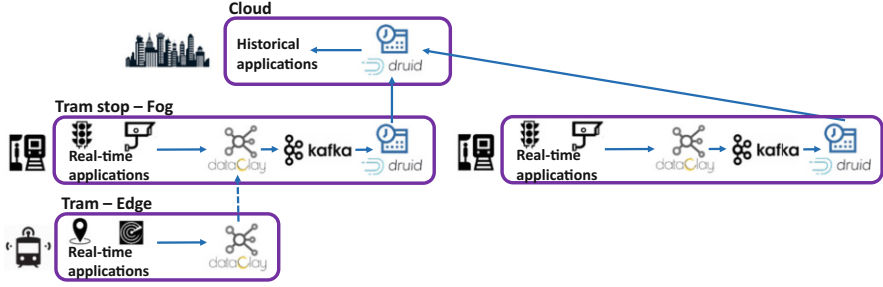 Cloud
Historical
applications
druid
Tram stop – Fog
Real-time
applications
dataClay
kafka
druid
Real-time
applications
dataClay
kafka
druid
Tram – Edge
Real-time
applications
dataClay